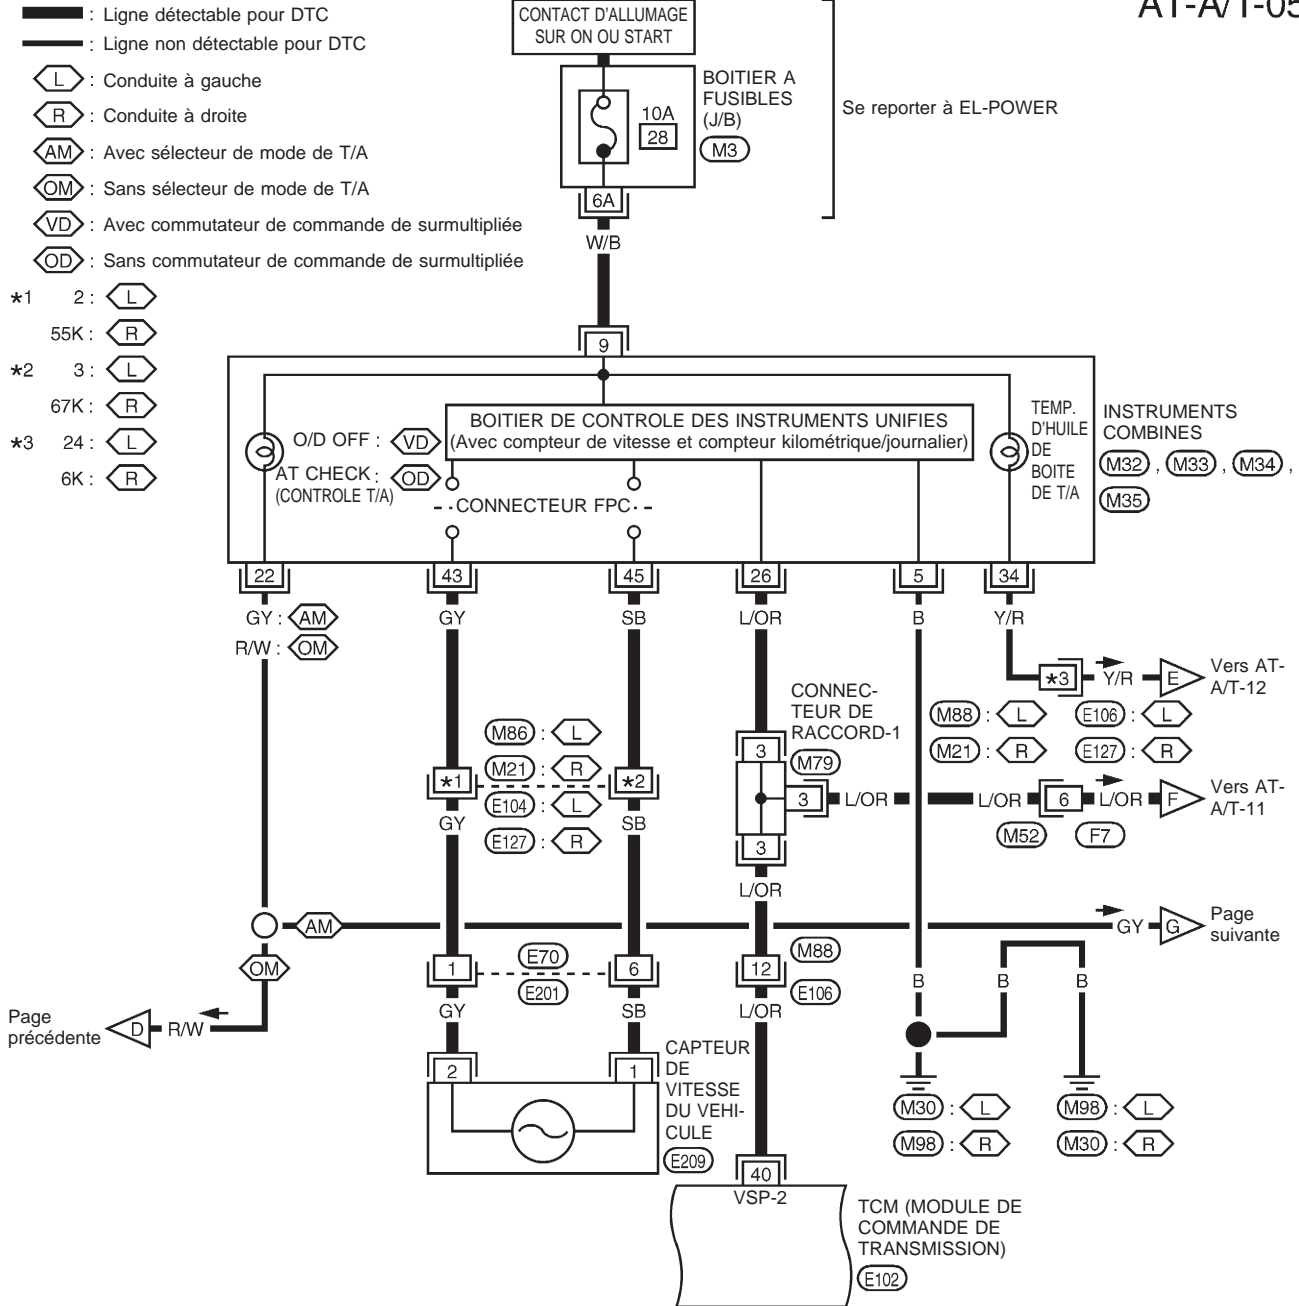 AT-A/T-05
: Ligne détectable pour DTC
: Ligne non détectable pour DTC
L : Conduite à gauche
R : Conduite à droite
AM : Avec sélecteur de mode de T/A
OM : Sans sélecteur de mode de T/A
VD : Avec commutateur de commande de surmultipliée
OD : Sans commutateur de commande de surmultipliée
*1 2 : L
55K : R
*2 3 : L
67K : R
*3 24 : L
6K : R
CONTACT D'ALLUMAGE
SUR ON OU START
10A
28
BOITIER A
FUSIBLES
(J/B)
M3
Se reporter à EL-POWER
6A
W/B
9
BOITIER DE CONTROLE DES INSTRUMENTS UNIFIES
(Avec compteur de vitesse et compteur kilométrique/journalier)
O/D OFF : VD
AT CHECK : OD
(CONTROLE T/A)
CONNECTEUR FPC
TEMP.
D'HUILE
DE
BOITE
DE T/A
INSTRUMENTS
COMBINES
M32 , M33 , M34 ,
M35
22 43 45 26 5 34
GY : AM
R/W : OM
GY SB L/OR B Y/R
*3 Y/R E
Vers AT-
A/T-12
M88 : L E106 : L
M21 : R E127 : R
CONNEC-
TEUR DE
RACCORD-1
M79
3
3 L/OR L/OR 6 L/OR F
Vers AT-
A/T-11
M52 F7
3
L/OR
M86 : L
M21 : R
E104 : L
E127 : R
*1 *2
GY SB
AM
GY G
Page
suivante
OM
Page
précédente
D R/W
1 E70 6
E201
GY SB
12 M88
E106
L/OR
B B B
2 1
CAPTEUR
DE
VITESSE
DU VEHI-
CULE
E209
M30 : L M98 : L
M98 : R M30 : R
40
VSP-2
TCM (MODULE DE
COMMANDE DE
TRANSMISSION)
E102